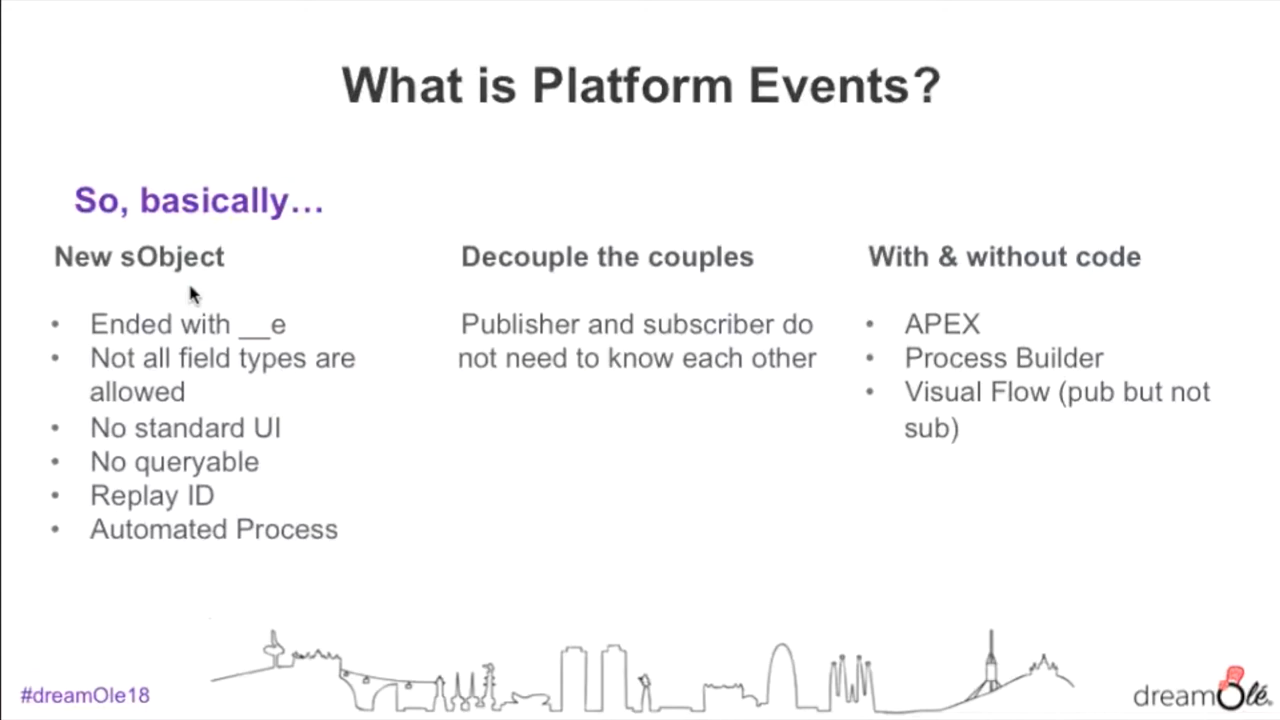 What is Platform Events?
So, basically…
New sObject
• Ended with __e
• Not all field types are
allowed
• No standard UI
• No queryable
• Replay ID
• Automated Process
Decouple the couples
Publisher and subscriber do
not need to know each other
With & without code
• APEX
• Process Builder
• Visual Flow (pub but not
sub)
#dreamOle18
dreamOlé.